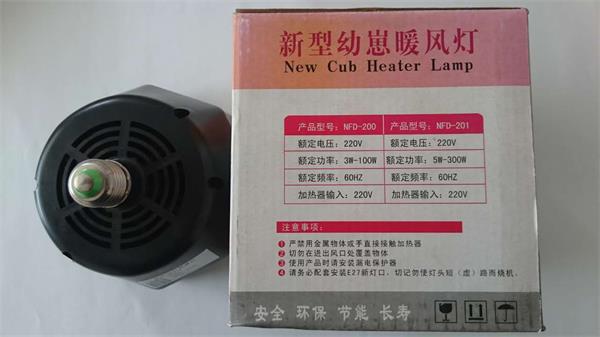 新型幼崽暖风灯
New Cub Heater Lamp
产品型号：NFD-200 产品型号：NFD-201
额定电压：220V 额定电压：220V
额定功率：3W-100W 额定功率：5W-300W
额定频率：60HZ 额定频率：60HZ
加热器输入：220V 加热器输入：220V
注意事项：
1 严禁用金属物体或手直接接触加热器
2 切勿在进出风口处覆盖物体
3 使用产品时请安装漏电保护器
4 请务必配套安装E27新灯口，切记勿使灯头短（虚）路而烧机。
安全 环保 节能 长寿